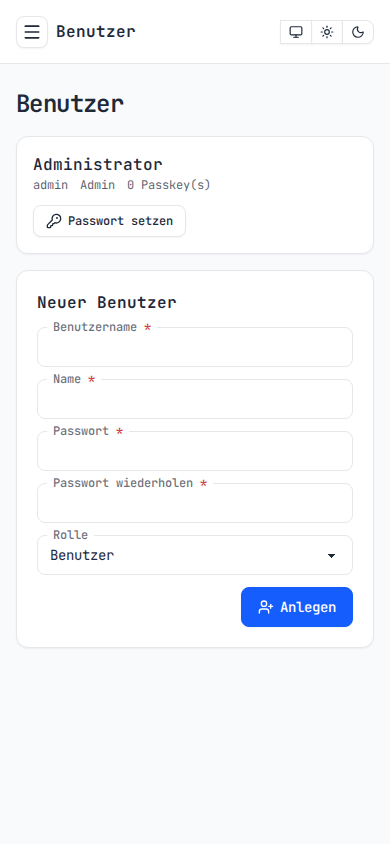 Benutzer
Benutzer
Administrator
admin Admin 0 Passkey(s)
Passwort setzen
Neuer Benutzer
Benutzername *
Name *
Passwort *
Passwort wiederholen *
Rolle
Benutzer
Anlegen